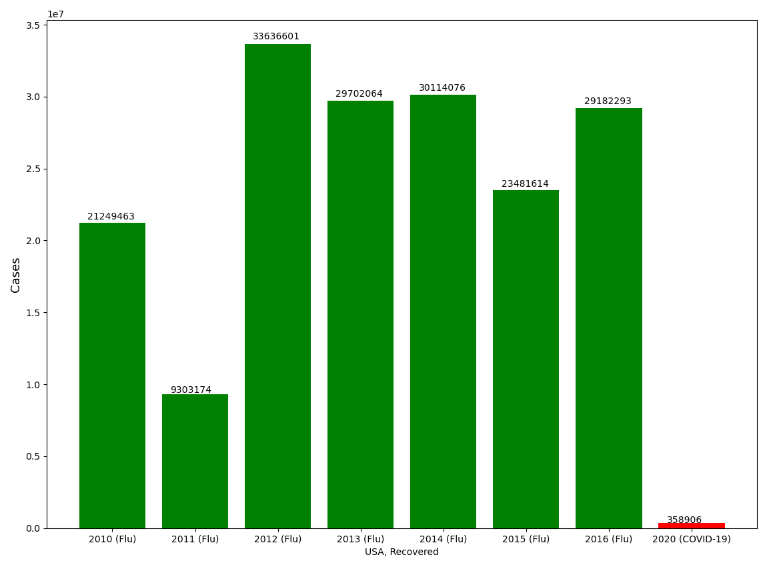 1e7
3.5
3.0
2.5
2.0
1.5
1.0
0.5
0.0
Cases
21249463
9303174
33636601
29702064
30114076
23481614
29182293
358906
2010 (Flu)
2011 (Flu)
2012 (Flu)
2013 (Flu)
2014 (Flu)
2015 (Flu)
2016 (Flu)
2020 (COVID-19)
USA, Recovered